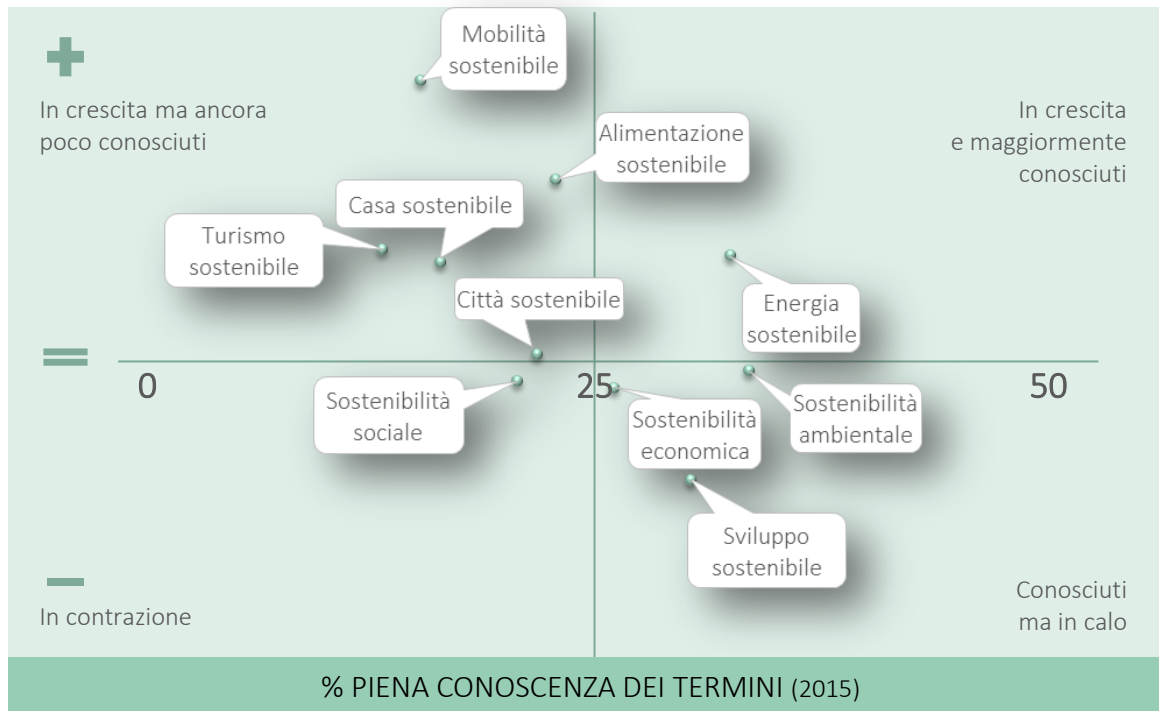 Mobilità
sostenibile
In crescita ma ancora
poco conosciuti
In crescita
e maggiormente
conosciuti
Alimentazione
sostenibile
Casa sostenibile
Turismo
sostenibile
Città sostenibile
Energia
sostenibile
0
25
50
Sostenibilità
sociale
Sostenibilità
economica
Sostenibilità
ambientale
Sviluppo
sostenibile
In contrazione
Conosciuti
ma in calo
% PIENA CONOSCENZA DEI TERMINI (2015)